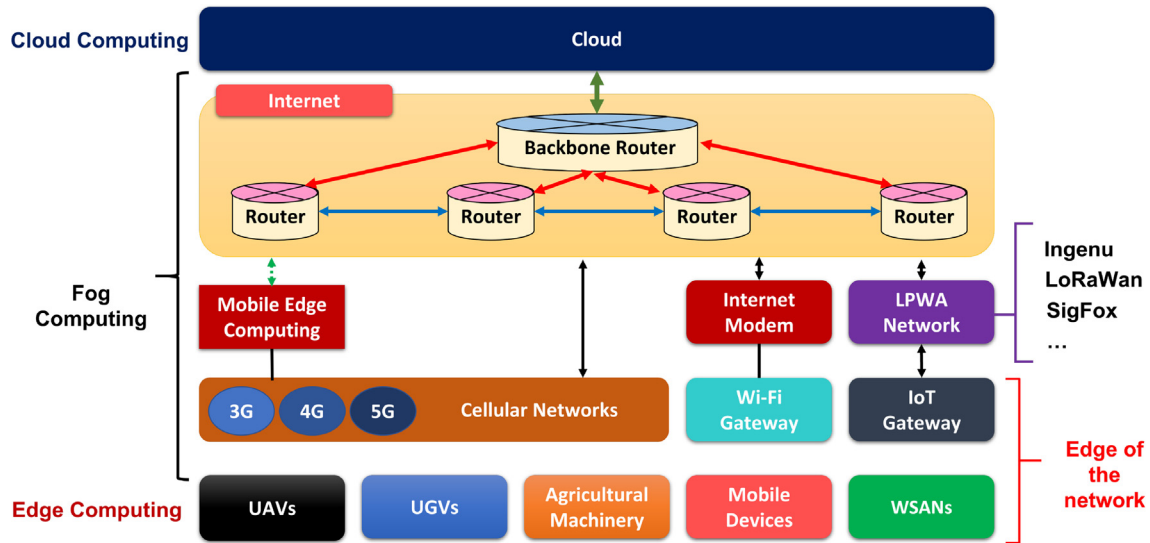 Cloud Computing
Cloud
Internet
Backbone Router
Router
Router
Router
Router
Fog
Computing
Mobile Edge
Computing
Internet
Modem
LPWA
Network
Ingenu
LoRaWan
SigFox
...
3G
4G
5G
Cellular Networks
Wi-Fi
Gateway
IoT
Gateway
Edge of
the
network
Edge Computing
UAVs
UGVs
Agricultural
Machinery
Mobile
Devices
WSANs